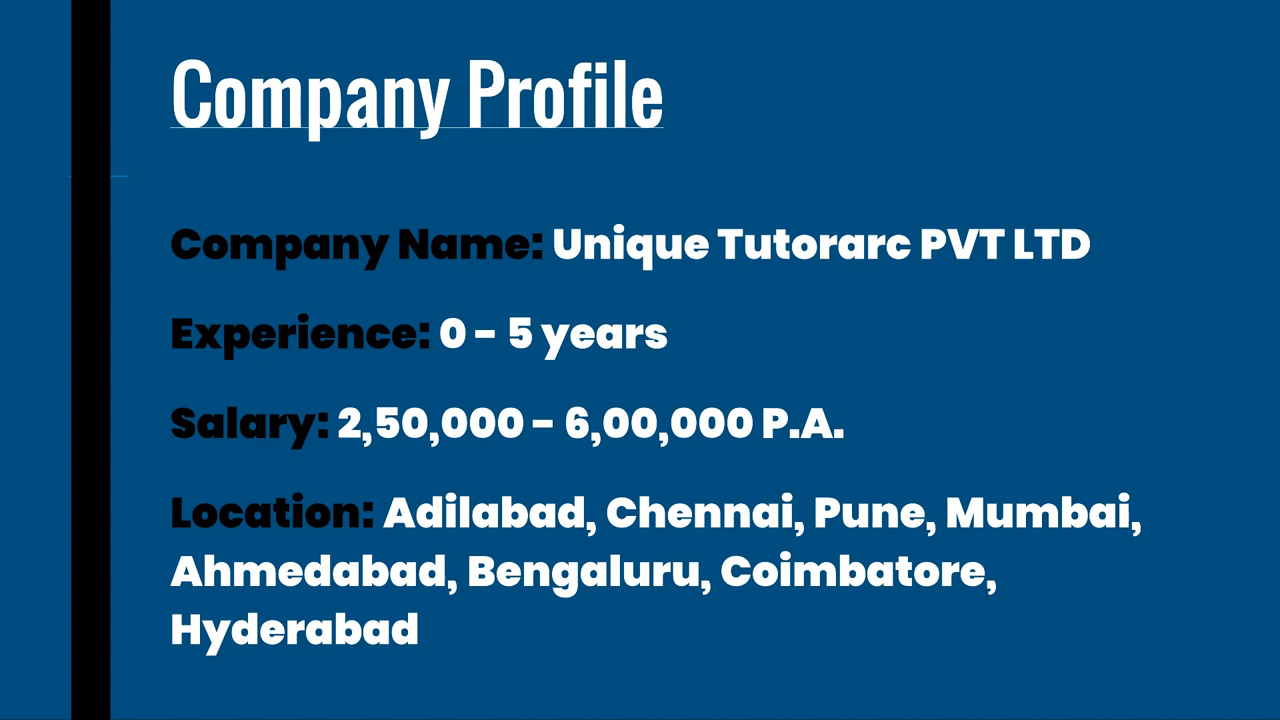 Company Profile
Company Name: Unique Tutorarc PVT LTD
Experience: 0 – 5 years
Salary: 2,50,000 – 6,00,000 P.A.
Location: Adilabad, Chennai, Pune, Mumbai,
Ahmedabad, Bengaluru, Coimbatore,
Hyderabad